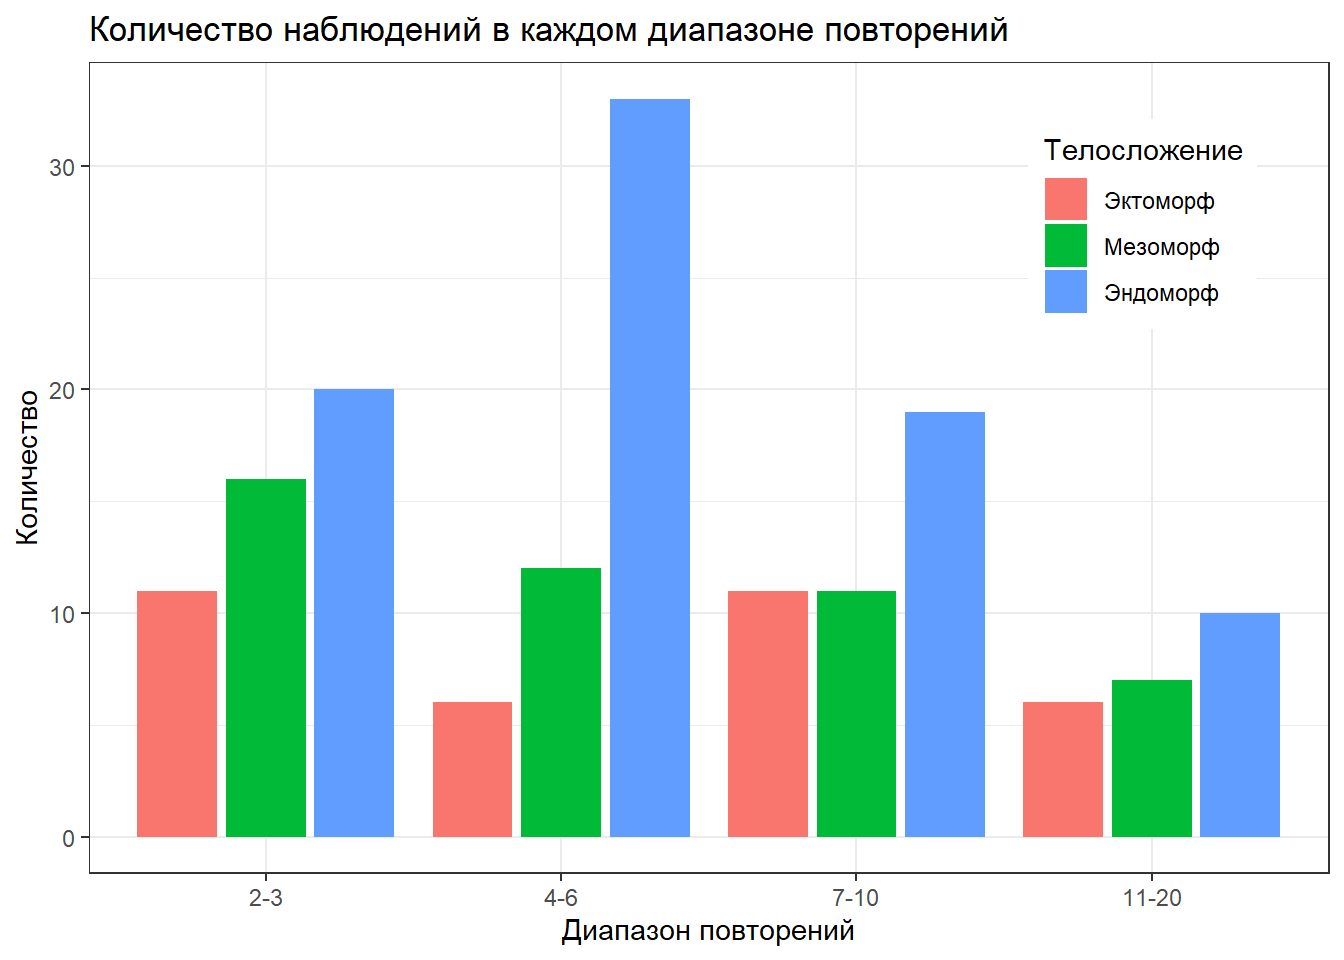 Количество наблюдений в каждом диапазоне повторений
Количество
30
20
10
0
Телосложение
Эктоморф
Мезоморф
Эндоморф
2-3
4-6
7-10
11-20
Диапазон повторений